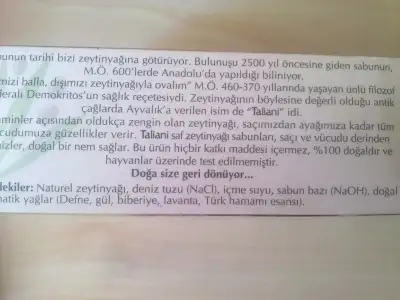 unun tarihi bizi zeytinyağına götürüyor. Bulunuşu 2500 yıl öncesine giden sabunun,
M.Ö. 600'lerde Anadolu'da yapıldığı biliniyor.
mizi balla, dışımızı zeytinyağıyla ovalım" M.Ö. 460-370 yıllarında yaşayan ünlü filozof
deralı Demokritos'un sağlık reçetesiydi. Zeytinyağının böylesine değerli olduğu antik
çağlarda Ayvalık'a verilen isim de "Taliani" idi.
aminler açısından oldukça zengin olan zeytinyağı, saçımızdan ayağımıza kadar tüm
cudumuza güzellikler verir. Taliani saf zeytinyağı sabunları, saçı ve vücudu derinden
izler, doğal bir nem sağlar. Bu ürün hiçbir katkı maddesi içermez, %100 doğaldır ve
hayvanlar üzerinde test edilmemiştir.
Doğa size geri dönüyor...
dekiler: Naturel zeytinyağı, deniz tuzu (NaCl), içme suyu, sabun bazı (NaOH), doğal
matik yağlar (Defne, gül, biberiye, lavanta, Türk hamamı esansı).